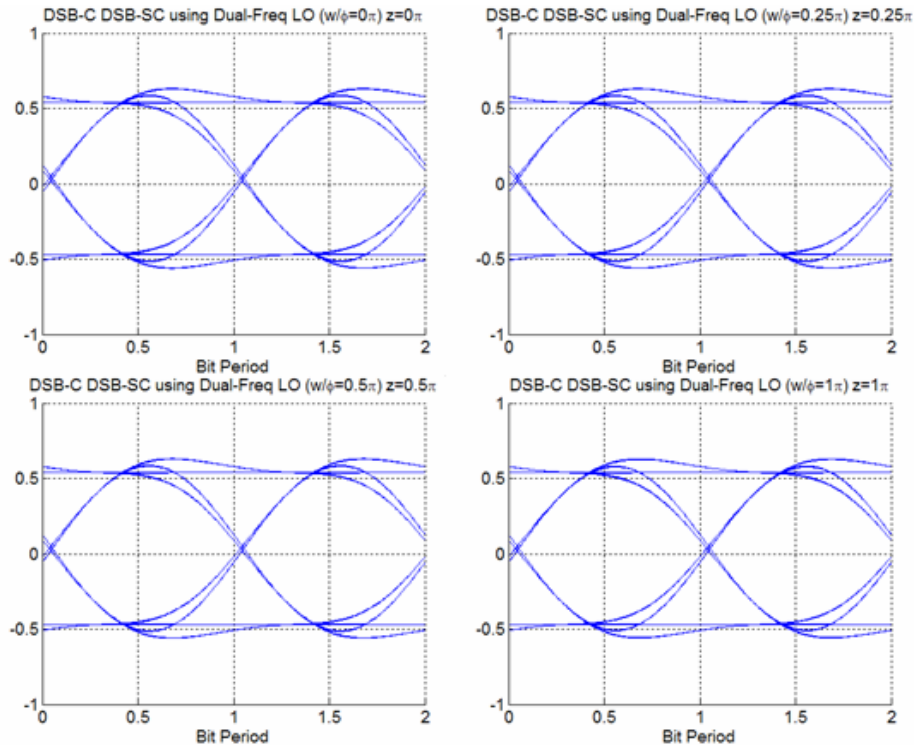 DSB-C DSB-SC using Dual-Freq LO (w/ϕ=0π) z=0π
1
0.5
0
-0.5
-1
0 0.5 1 1.5 2
Bit Period
DSB-C DSB-SC using Dual-Freq LO (w/ϕ=0.25π) z=0.25π
1
0.5
0
-0.5
-1
0 0.5 1 1.5 2
Bit Period
DSB-C DSB-SC using Dual-Freq LO (w/ϕ=0.5π) z=0.5π
1
0.5
0
-0.5
-1
0 0.5 1 1.5 2
Bit Period
DSB-C DSB-SC using Dual-Freq LO (w/ϕ=1π) z=1π
1
0.5
0
-0.5
-1
0 0.5 1 1.5 2
Bit Period